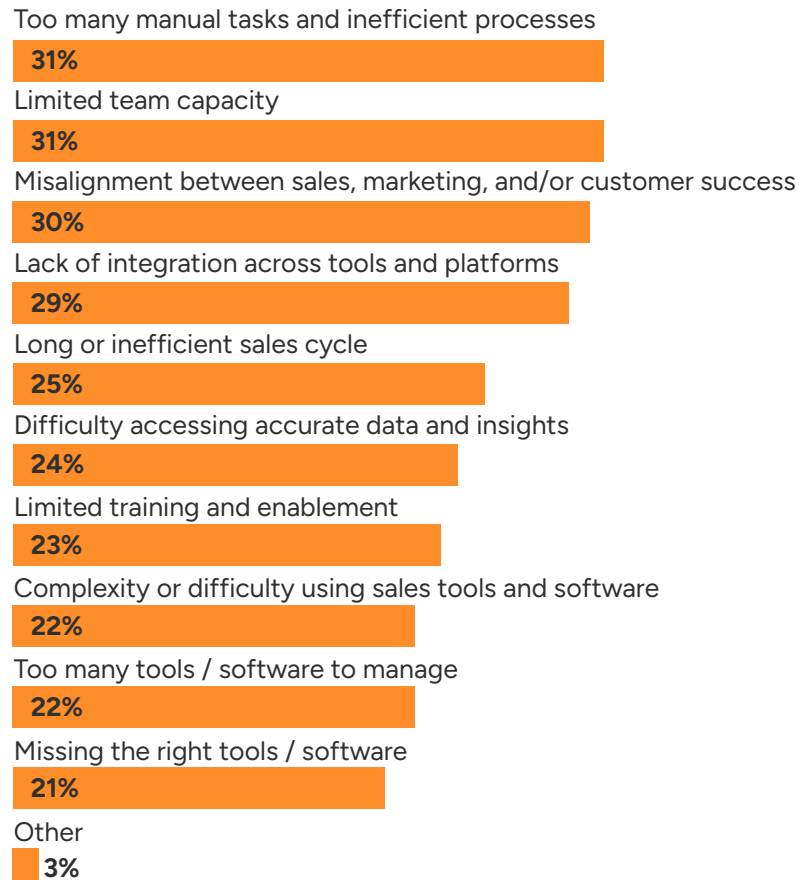 Too many manual tasks and inefficient processes
31%
Limited team capacity
31%
Misalignment between sales, marketing, and/or customer success
30%
Lack of integration across tools and platforms
29%
Long or inefficient sales cycle
25%
Difficulty accessing accurate data and insights
24%
Limited training and enablement
23%
Complexity or difficulty using sales tools and software
22%
Too many tools / software to manage
22%
Missing the right tools / software
21%
Other
3%